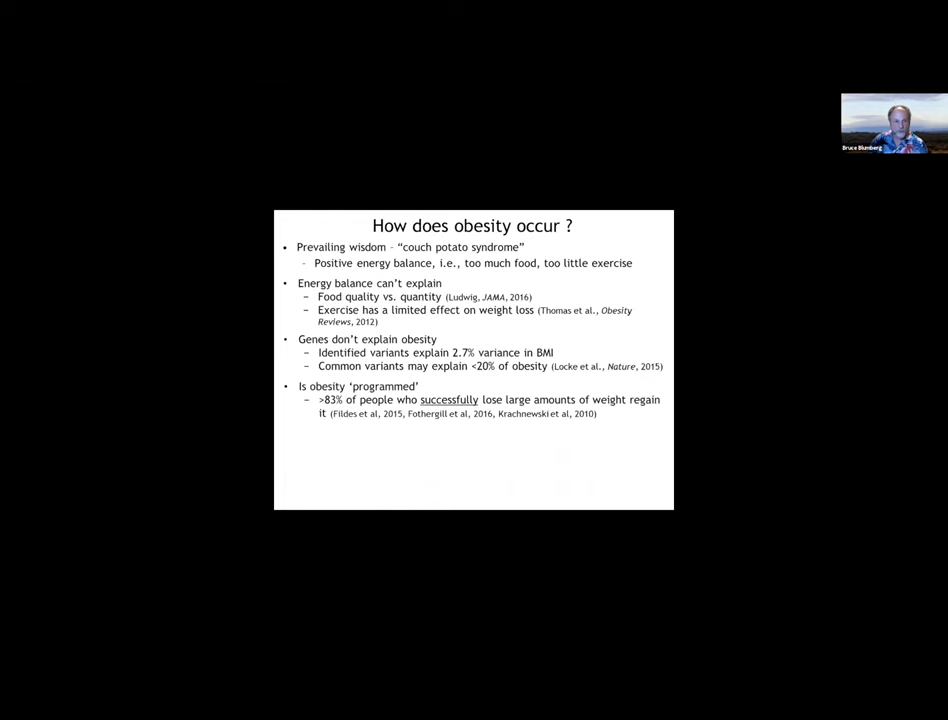 How does obesity occur ?
• Prevailing wisdom – “couch potato syndrome”
– Positive energy balance, i.e., too much food, too little exercise
• Energy balance can’t explain
– Food quality vs. quantity (Ludwig, JAMA, 2016)
– Exercise has a limited effect on weight loss (Thomas et al., Obesity
Reviews, 2012)
• Genes don’t explain obesity
– Identified variants explain 2.7% variance in BMI
– Common variants may explain <20% of obesity (Locke et al., Nature, 2015)
• Is obesity ‘programmed’
– >83% of people who successfully lose large amounts of weight regain
it (Fildes et al, 2015, Fothergill et al, 2016, Krachnewski et al, 2010)
Bruce Blumberg